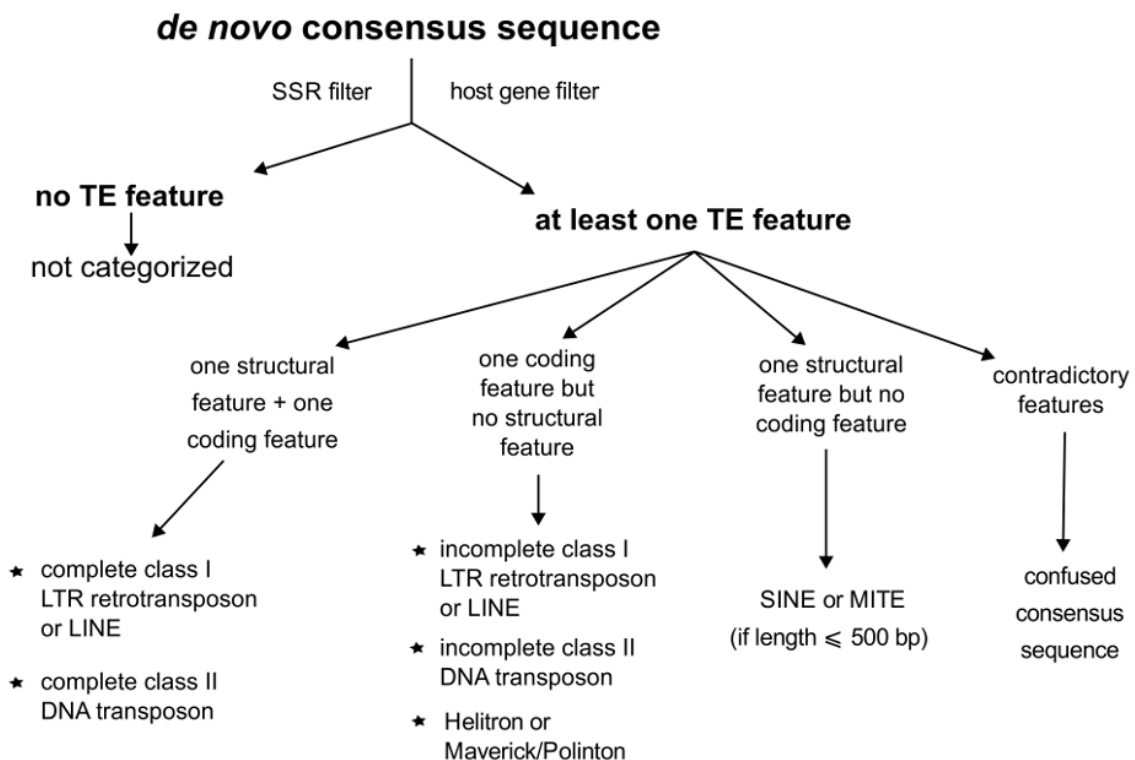 de novo consensus sequence
SSR filter
host gene filter
no TE feature
not categorized
at least one TE feature
one structural
feature + one
coding feature
one coding
feature but
no structural
feature
one structural
feature but no
coding feature
contradictory
features
★ complete class I
LTR retrotransposon
or LINE
★ complete class II
DNA transposon
★ incomplete class I
LTR retrotransposon
or LINE
★ incomplete class II
DNA transposon
★ Helitron or
Maverick/Polinton
SINE or MITE
(if length ⩽ 500 bp)
confused
consensus
sequence